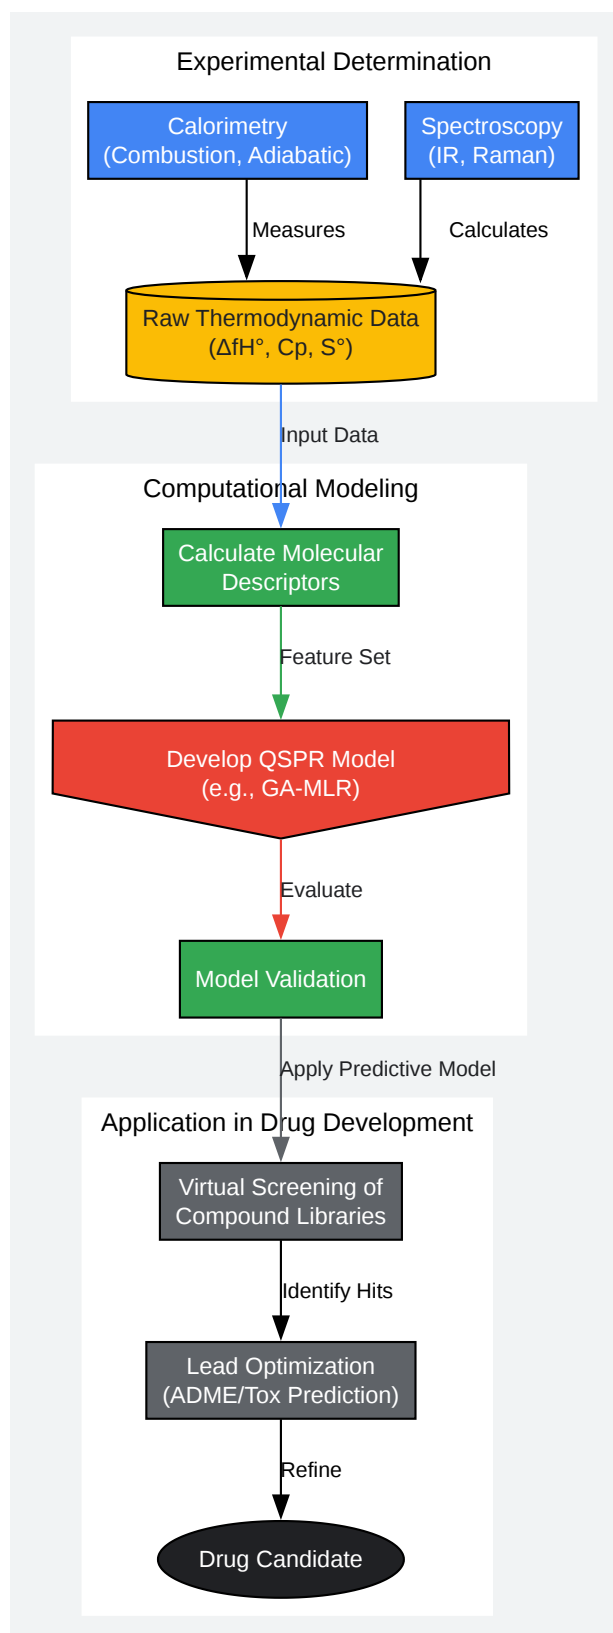 Experimental Determination
Calorimetry
(Combustion, Adiabatic)
Spectroscopy
(IR, Raman)
Measures
Calculates
Raw Thermodynamic Data
(ΔfH°, Cp, S°)
Input Data
Computational Modeling
Calculate Molecular
Descriptors
Feature Set
Develop QSPR Model
(e.g., GA-MLR)
Evaluate
Model Validation
Apply Predictive Model
Application in Drug Development
Virtual Screening of
Compound Libraries
Identify Hits
Lead Optimization
(ADME/Tox Prediction)
Refine
Drug Candidate